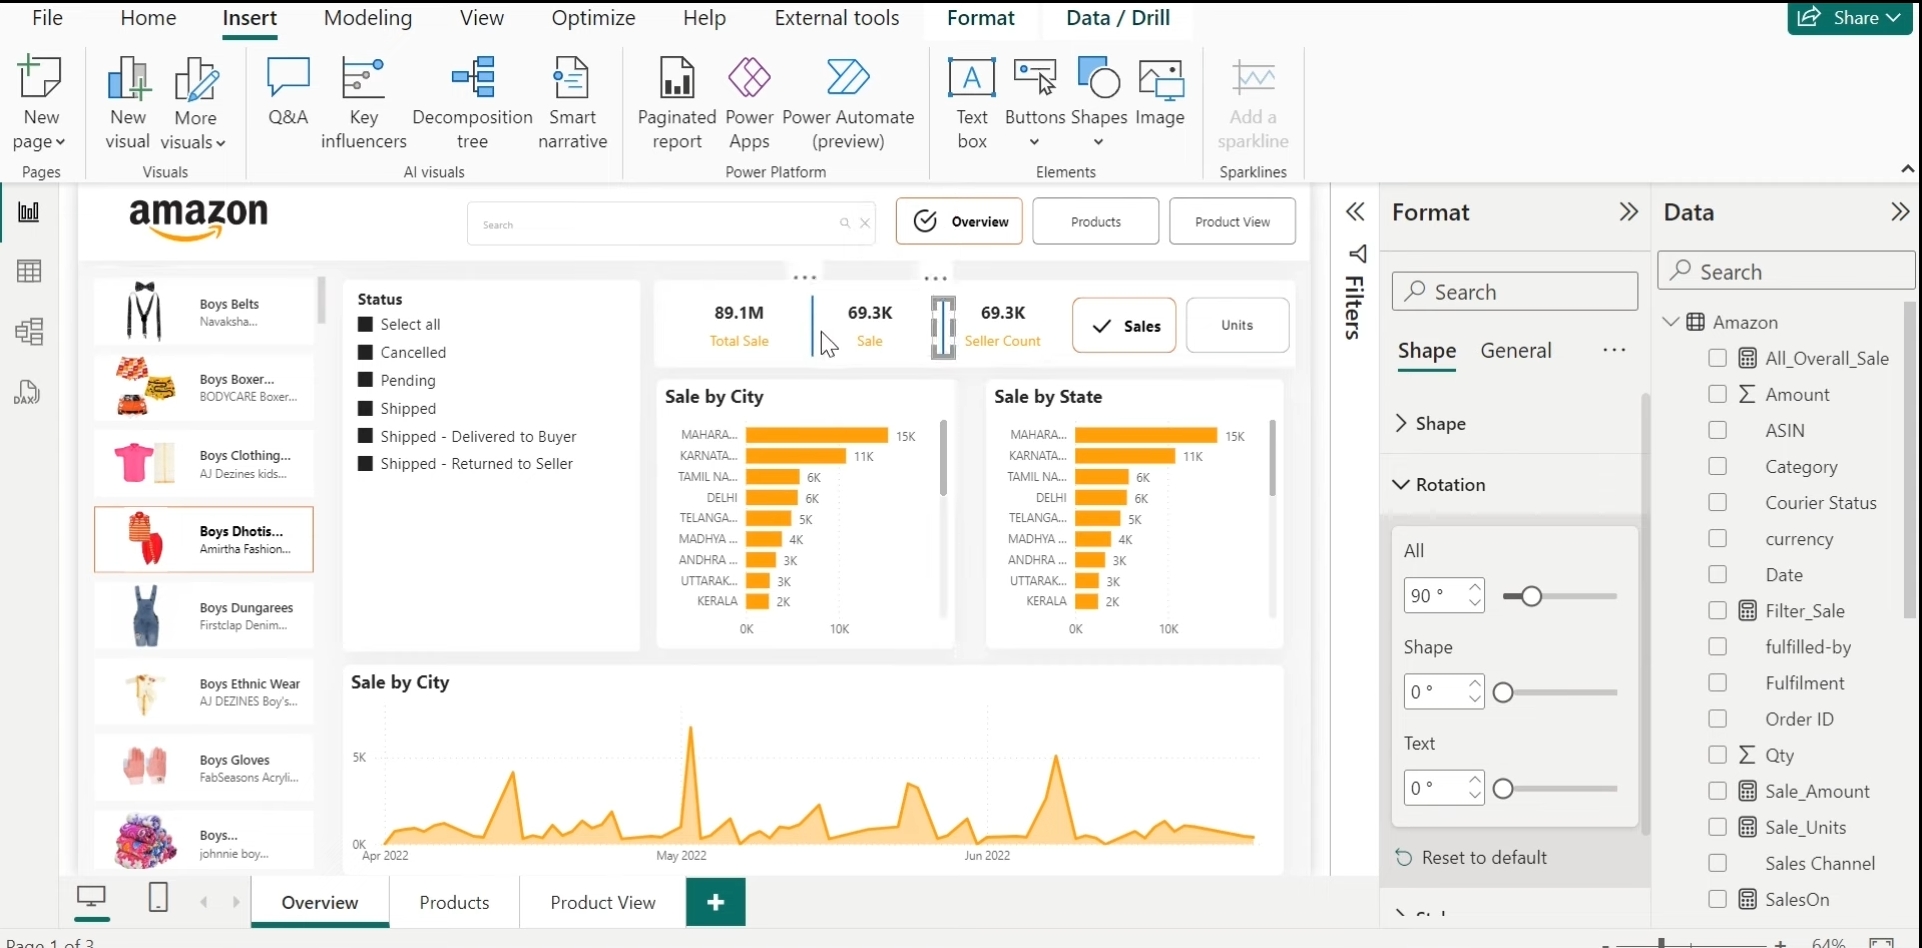 File Home Insert Modeling View Optimize Help External tools Format Data / Drill Share
New page
New visual
More visuals
Q&A
Key influencers
Decomposition tree
Smart narrative
Paginated report
Power Apps
Power Automate (preview)
Text box
Buttons
Shapes
Image
Add a sparkline
Pages
Visuals
AI visuals
Power Platform
Elements
Sparklines
DAX
amazon
Search
Overview
Products
Product View
Boys Belts
Navaksha...
Boys Boxer...
BODYCARE Boxer...
Boys Clothing...
AJ Dezines kids...
Boys Dhotis...
Amirtha Fashion...
Boys Dungarees
Firstclap Denim...
Boys Ethnic Wear
AJ DEZINES Boy's...
Boys Gloves
FabSeasons Acryli...
Boys...
johnnie boy...
Status
Select all
Cancelled
Pending
Shipped
Shipped - Delivered to Buyer
Shipped - Returned to Seller
89.1M
Total Sale
69.3K
Sale
69.3K
Seller Count
Sales
Units
Sale by City
MAHARA... 15K
KARNATA... 11K
TAMIL NA... 6K
DELHI 6K
TELANGA... 5K
MADHYA ... 4K
ANDHRA ... 3K
UTTARAK... 3K
KERALA 2K
0K 10K
Sale by State
MAHARA... 15K
KARNATA... 11K
TAMIL NA... 6K
DELHI 6K
TELANGA... 5K
MADHYA ... 4K
ANDHRA ... 3K
UTTARAK... 3K
KERALA 2K
0K 10K
Sale by City
5K
0K
Apr 2022 May 2022 Jun 2022
Filters
Format
Search
Shape General ...
Shape
Rotation
All
90 °
Shape
0 °
Text
0 °
Reset to default
Data
Search
Amazon
All_Overall_Sale
Σ Amount
ASIN
Category
Courier Status
currency
Date
Filter_Sale
fulfilled-by
Fulfilment
Order ID
Σ Qty
Sale_Amount
Sale_Units
Sales Channel
SalesOn
Overview Products Product View +
Page 1 of 3
- + 64%